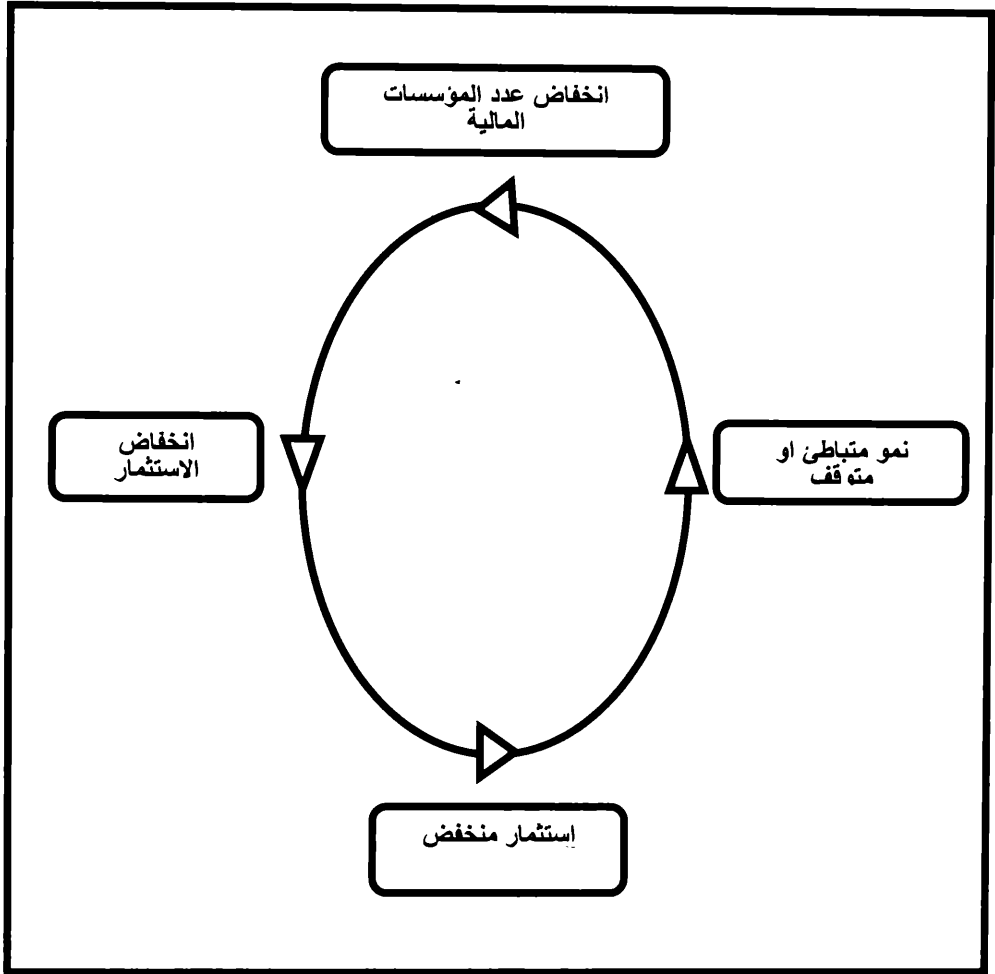 انخفاض عدد المؤسسات
المالية
انخفاض
الاستثمار
نمو متباطئ او
متوقف
إستثمار منخفض